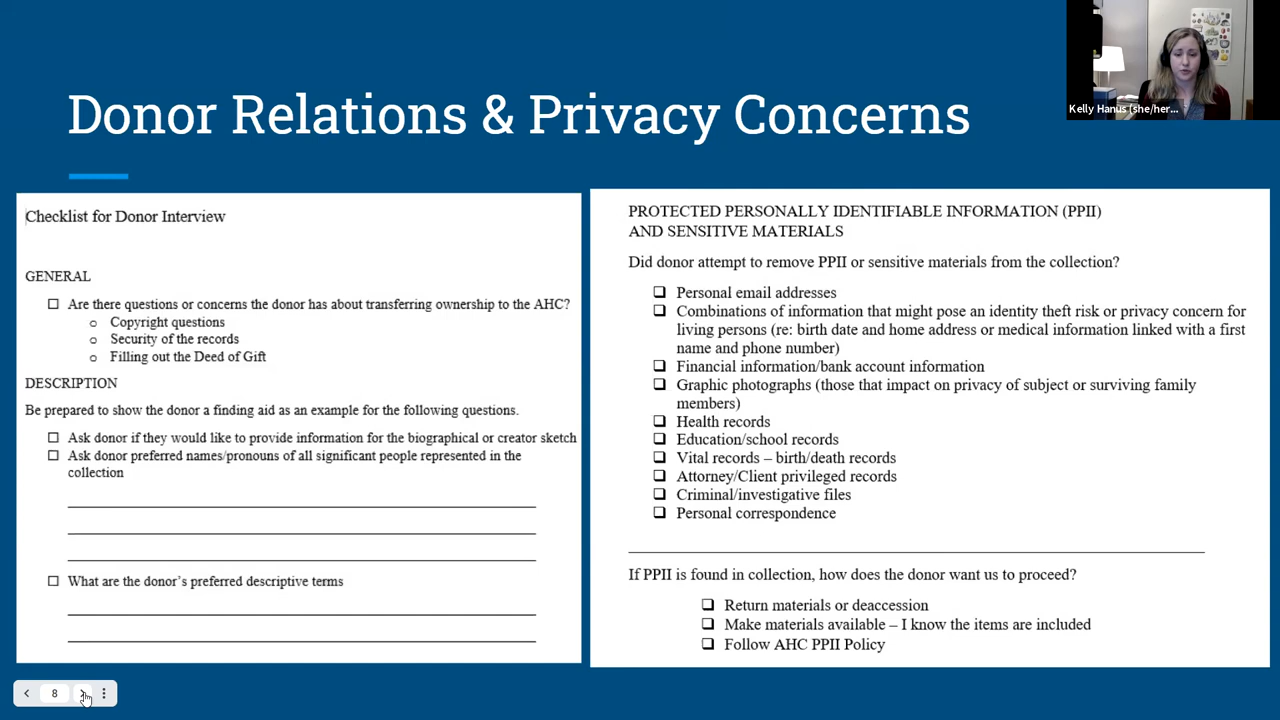 Donor Relations & Privacy Concerns
Kelly Hanus (she/her...
Checklist for Donor Interview
GENERAL
Are there questions or concerns the donor has about transferring ownership to the AHC?
Copyright questions
Security of the records
Filling out the Deed of Gift
DESCRIPTION
Be prepared to show the donor a finding aid as an example for the following questions.
Ask donor if they would like to provide information for the biographical or creator sketch
Ask donor preferred names/pronouns of all significant people represented in the
collection
What are the donor's preferred descriptive terms
PROTECTED PERSONALLY IDENTIFIABLE INFORMATION (PPII)
AND SENSITIVE MATERIALS
Did donor attempt to remove PPII or sensitive materials from the collection?
Personal email addresses
Combinations of information that might pose an identity theft risk or privacy concern for
living persons (re: birth date and home address or medical information linked with a first
name and phone number)
Financial information/bank account information
Graphic photographs (those that impact on privacy of subject or surviving family
members)
Health records
Education/school records
Vital records – birth/death records
Attorney/Client privileged records
Criminal/investigative files
Personal correspondence
If PPII is found in collection, how does the donor want us to proceed?
Return materials or deaccession
Make materials available – I know the items are included
Follow AHC PPII Policy
8